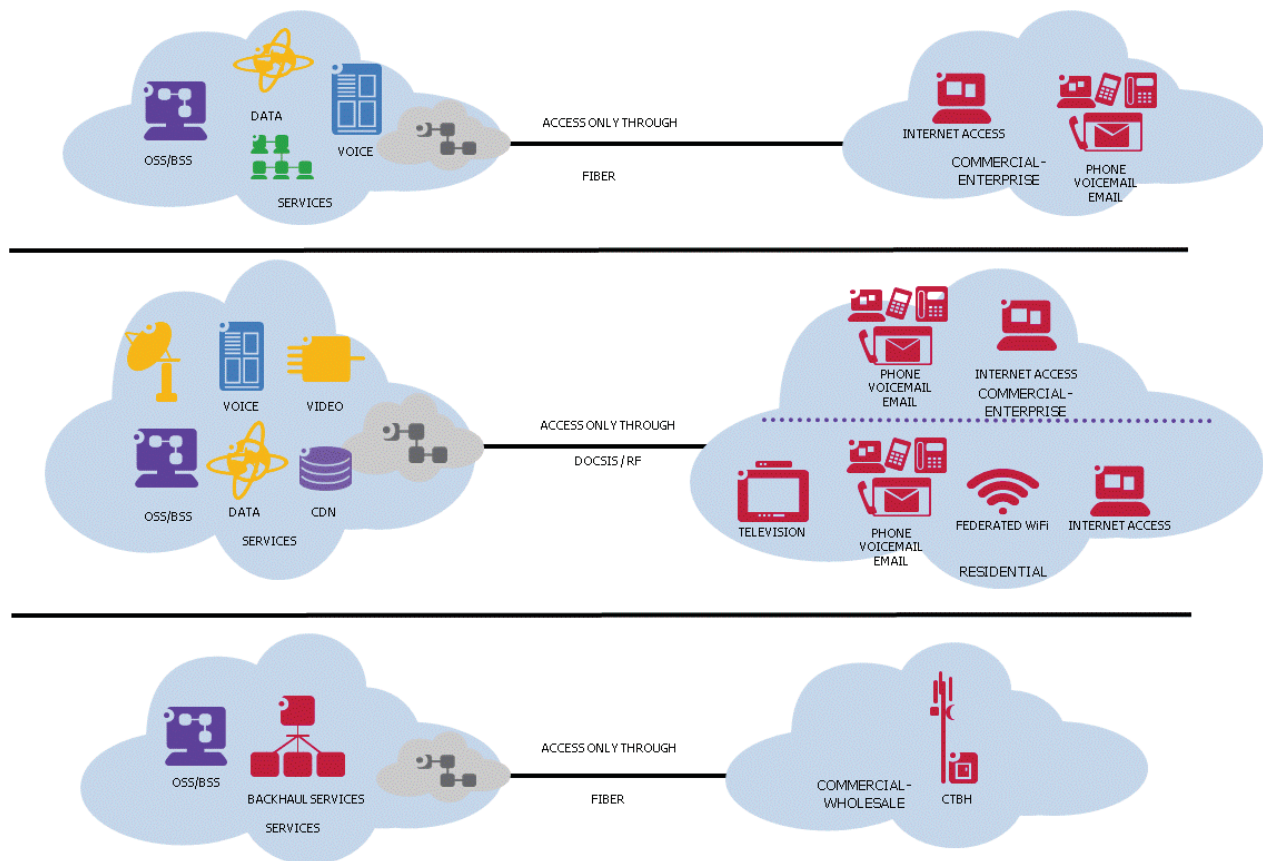 DATA
OSS/BSS
VOICE
SERVICES
ACCESS ONLY THROUGH
FIBER
INTERNET ACCESS
COMMERCIAL-
ENTERPRISE
PHONE
VOICEMAIL
EMAIL
VOICE
VIDEO
OSS/BSS
DATA
CDN
SERVICES
ACCESS ONLY THROUGH
DOCSIS / RF
PHONE
VOICEMAIL
EMAIL
INTERNET ACCESS
COMMERCIAL-
ENTERPRISE
TELEVISION
PHONE
VOICEMAIL
EMAIL
FEDERATED WiFi
INTERNET ACCESS
RESIDENTIAL
OSS/BSS
BACKHAUL SERVICES
SERVICES
ACCESS ONLY THROUGH
FIBER
COMMERCIAL-
WHOLESALE
CTBH